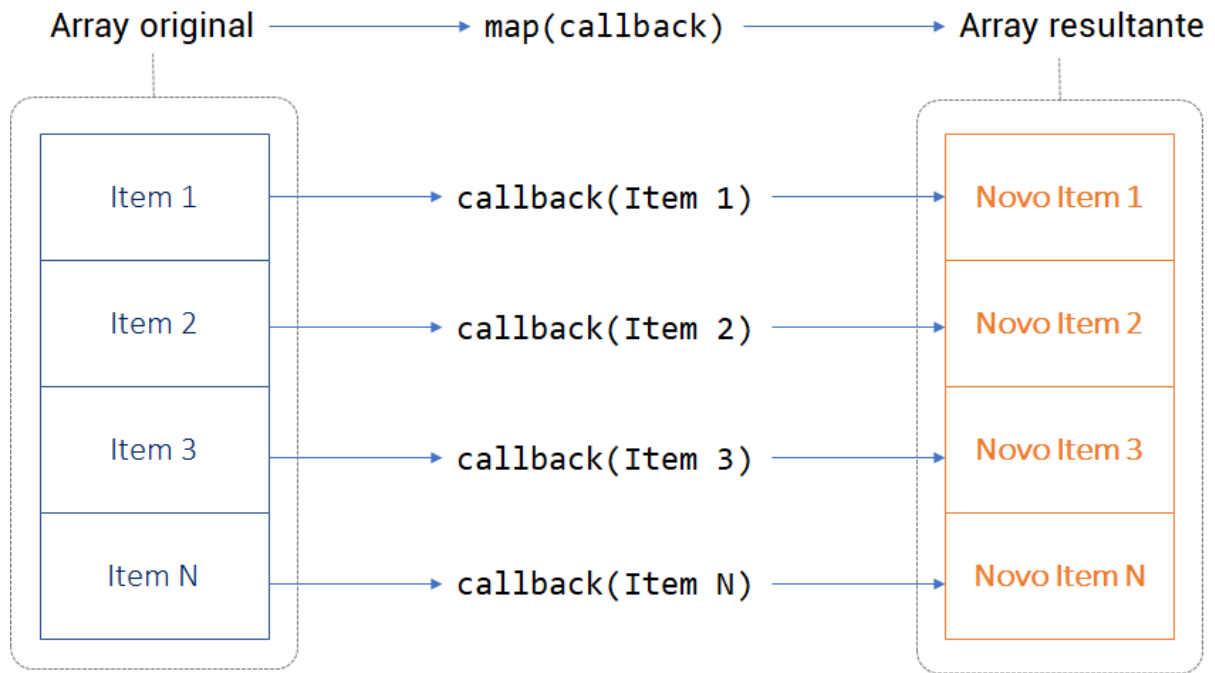 Array original map(callback) Array resultante
Item 1 callback(Item 1) Novo Item 1
Item 2 callback(Item 2) Novo Item 2
Item 3 callback(Item 3) Novo Item 3
Item N callback(Item N) Novo Item N